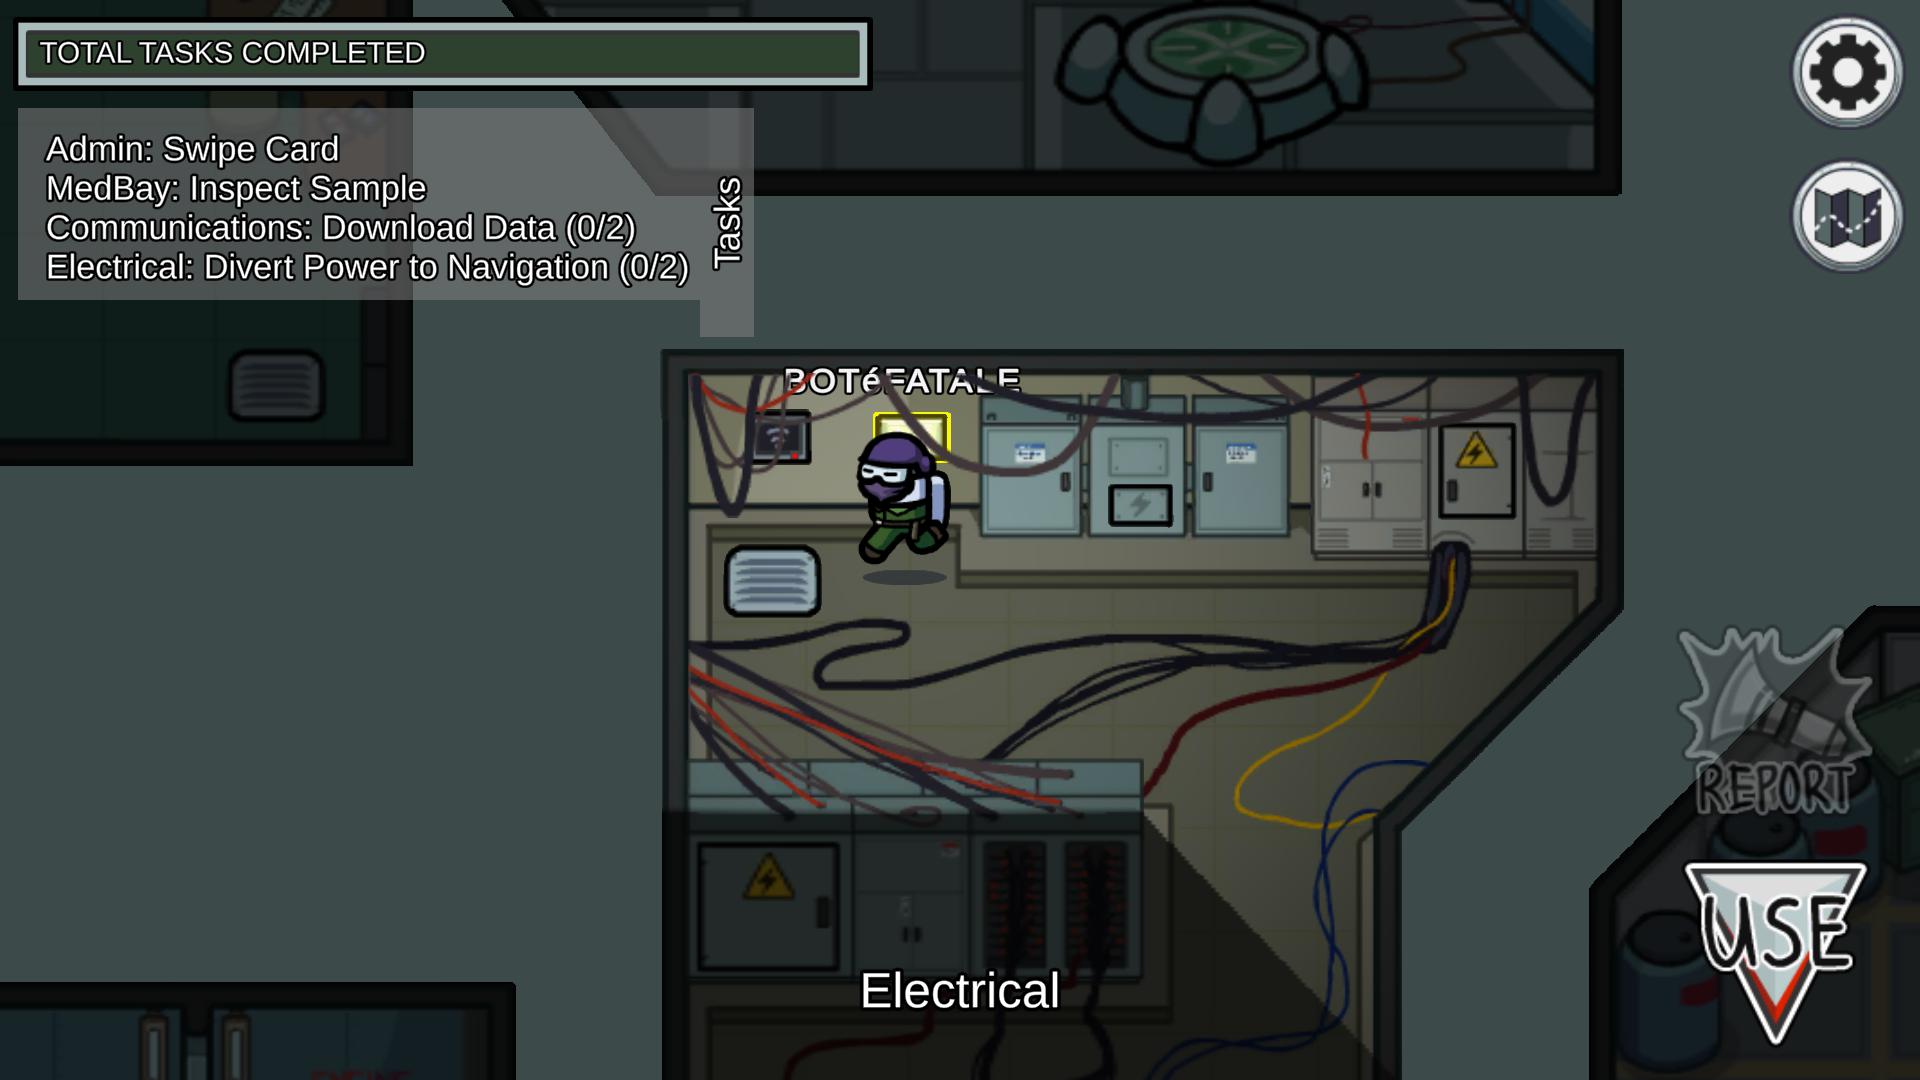 TOTAL TASKS COMPLETED
Admin: Swipe Card
MedBay: Inspect Sample
Communications: Download Data (0/2)
Electrical: Divert Power to Navigation (0/2)
Tasks
BOTéFATALE
REPORT
USE
Electrical